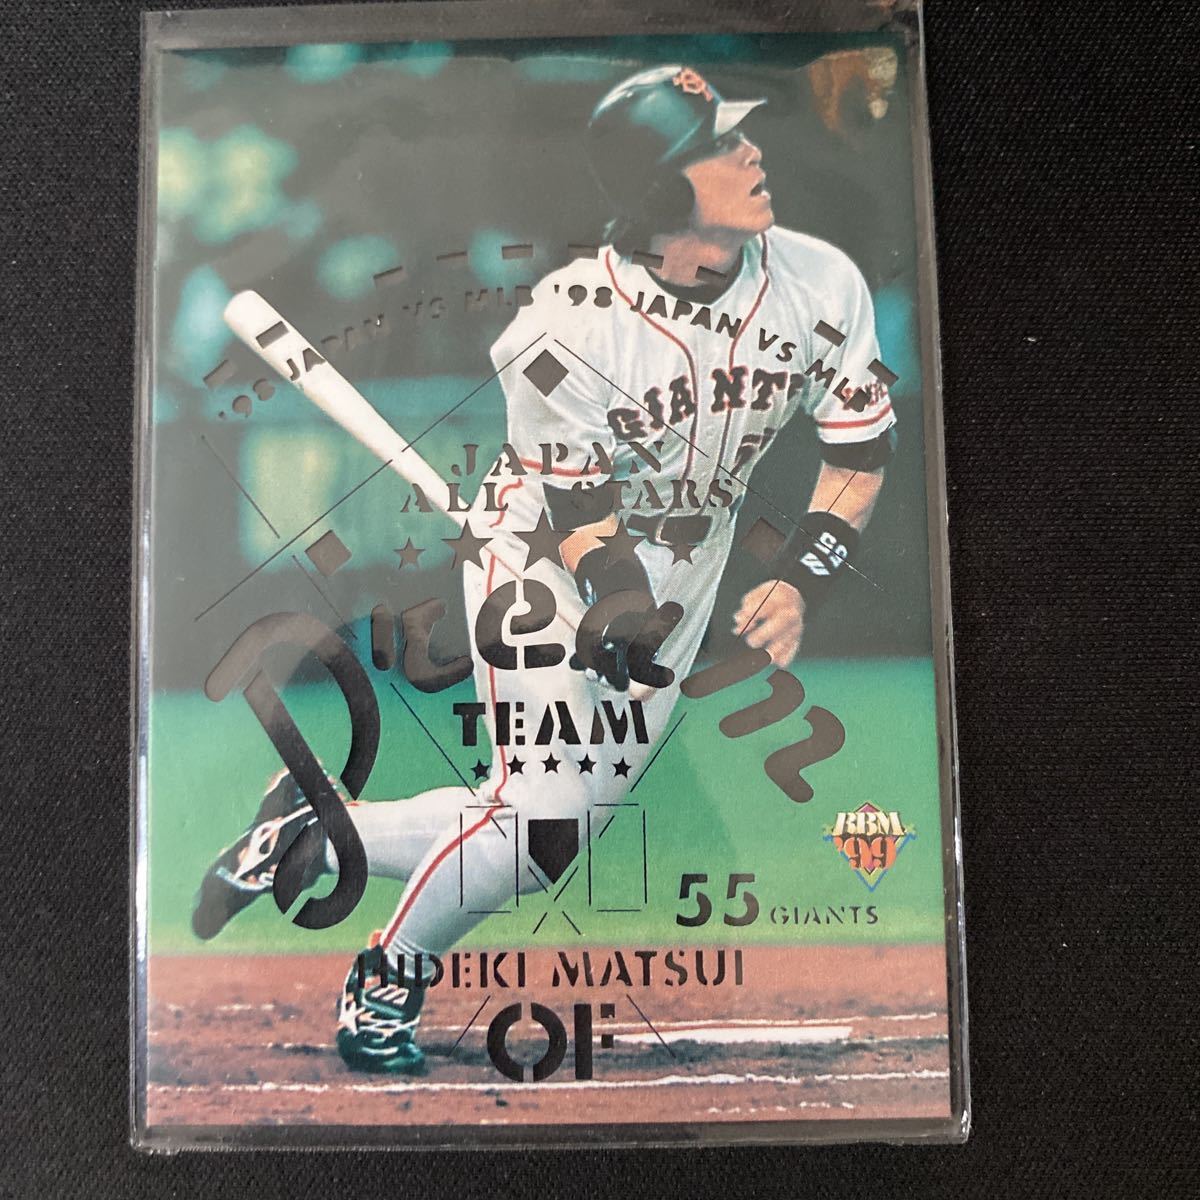 '98 JAPAN VS MLB '98 JAPAN VS MLB
GIANTS
JAPAN
ALL STARS
Dream
TEAM
BBM
'99
55 GIANTS
HIDEKI MATSUI
OF